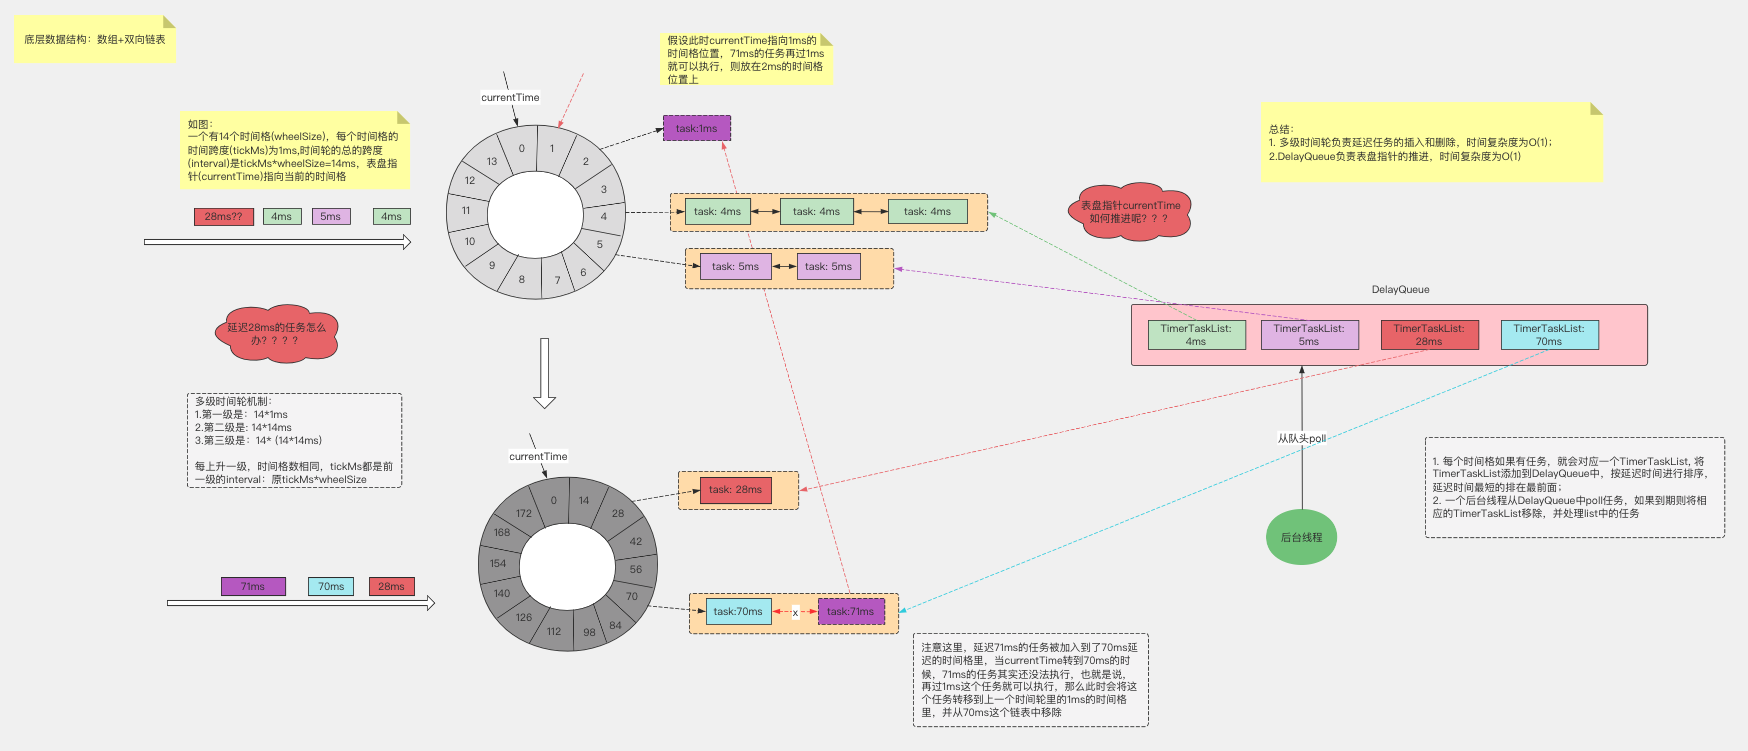 底层数据结构：数组+双向链表
假设此时currentTime指向1ms的
时间格位置，71ms的任务再过1ms
就可以执行，则放在2ms的时间格
位置上
currentTime
如图：
一个有14个时间格(wheelSize)，每个时间格的
时间跨度(tickMs)为1ms,时间轮的总的跨度
(interval)是tickMs*wheelSize=14ms，表盘指
针(currentTime)指向当前的时间格
28ms??
4ms
5ms
4ms
0
1
2
3
4
5
6
7
8
9
10
11
12
13
task:1ms
task: 4ms
task: 4ms
task: 4ms
task: 5ms
task: 5ms
总结：
1. 多级时间轮负责延迟任务的插入和删除，时间复杂度为O(1)；
2.DelayQueue负责表盘指针的推进，时间复杂度为O(1)
表盘指针currentTime
如何推进呢？？？
DelayQueue
TimerTaskList:
4ms
TimerTaskList:
5ms
TimerTaskList:
28ms
TimerTaskList:
70ms
延迟28ms的任务怎么
办？？？？
多级时间轮机制：
1.第一级是：14*1ms
2.第二级是: 14*14ms
3.第三级是：14* (14*14ms)
每上升一级，时间格数相同，tickMs都是前
一级的interval：原tickMs*wheelSize
从队头poll
后台线程
1. 每个时间格如果有任务，就会对应一个TimerTaskList, 将
TimerTaskList添加到DelayQueue中，按延迟时间进行排序，
延迟时间最短的排在最前面；
2. 一个后台线程从DelayQueue中poll任务，如果到期则将相
应的TimerTaskList移除，并处理list中的任务
currentTime
71ms
70ms
28ms
0
14
28
42
56
70
84
98
112
126
140
154
168
172
task: 28ms
task:70ms
x
task:71ms
注意这里，延迟71ms的任务被加入到了70ms延
迟的时间格里，当currentTime转到70ms的时
候，71ms的任务其实还没法执行，也就是说，
再过1ms这个任务就可以执行，那么此时会将这
个任务转移到上一个时间轮里的1ms的时间格
里，并从70ms这个链表中移除